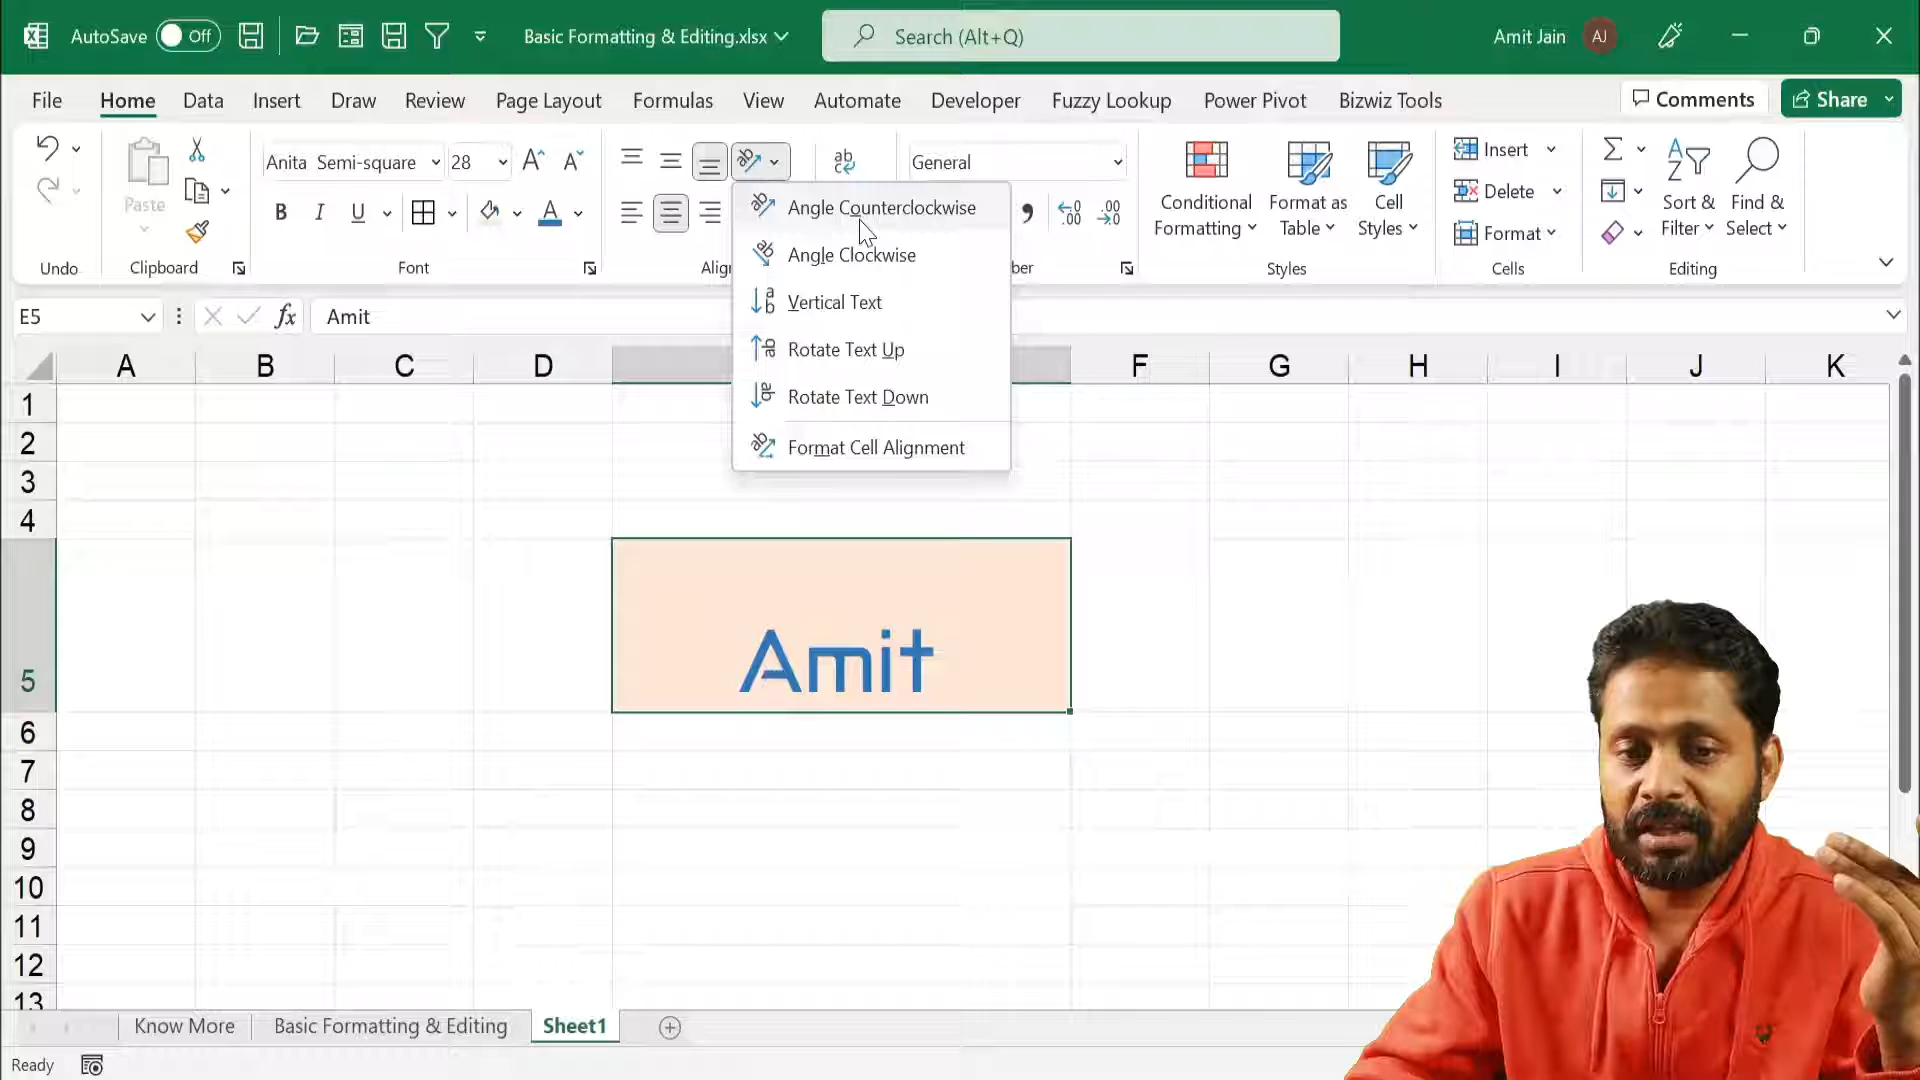 AutoSave Off Basic Formatting & Editing.xlsx Search (Alt+Q) Amit Jain AJ
File Home Data Insert Draw Review Page Layout Formulas View Automate Developer Fuzzy Lookup Power Pivot Bizwiz Tools Comments Share
Paste Anita Semi-square 28 General
B I U
Conditional Formatting Format as Table Cell Styles
Insert
Delete
Format
Sort & Filter Find & Select
Undo Clipboard Font Align ber Styles Cells Editing
Angle Counterclockwise
Angle Clockwise
Vertical Text
Rotate Text Up
Rotate Text Down
Format Cell Alignment
E5 fx Amit
A B C D F G H I J K
1
2
3
4
Amit
5
6
7
8
9
10
11
12
13
Know More Basic Formatting & Editing Sheet1
Ready